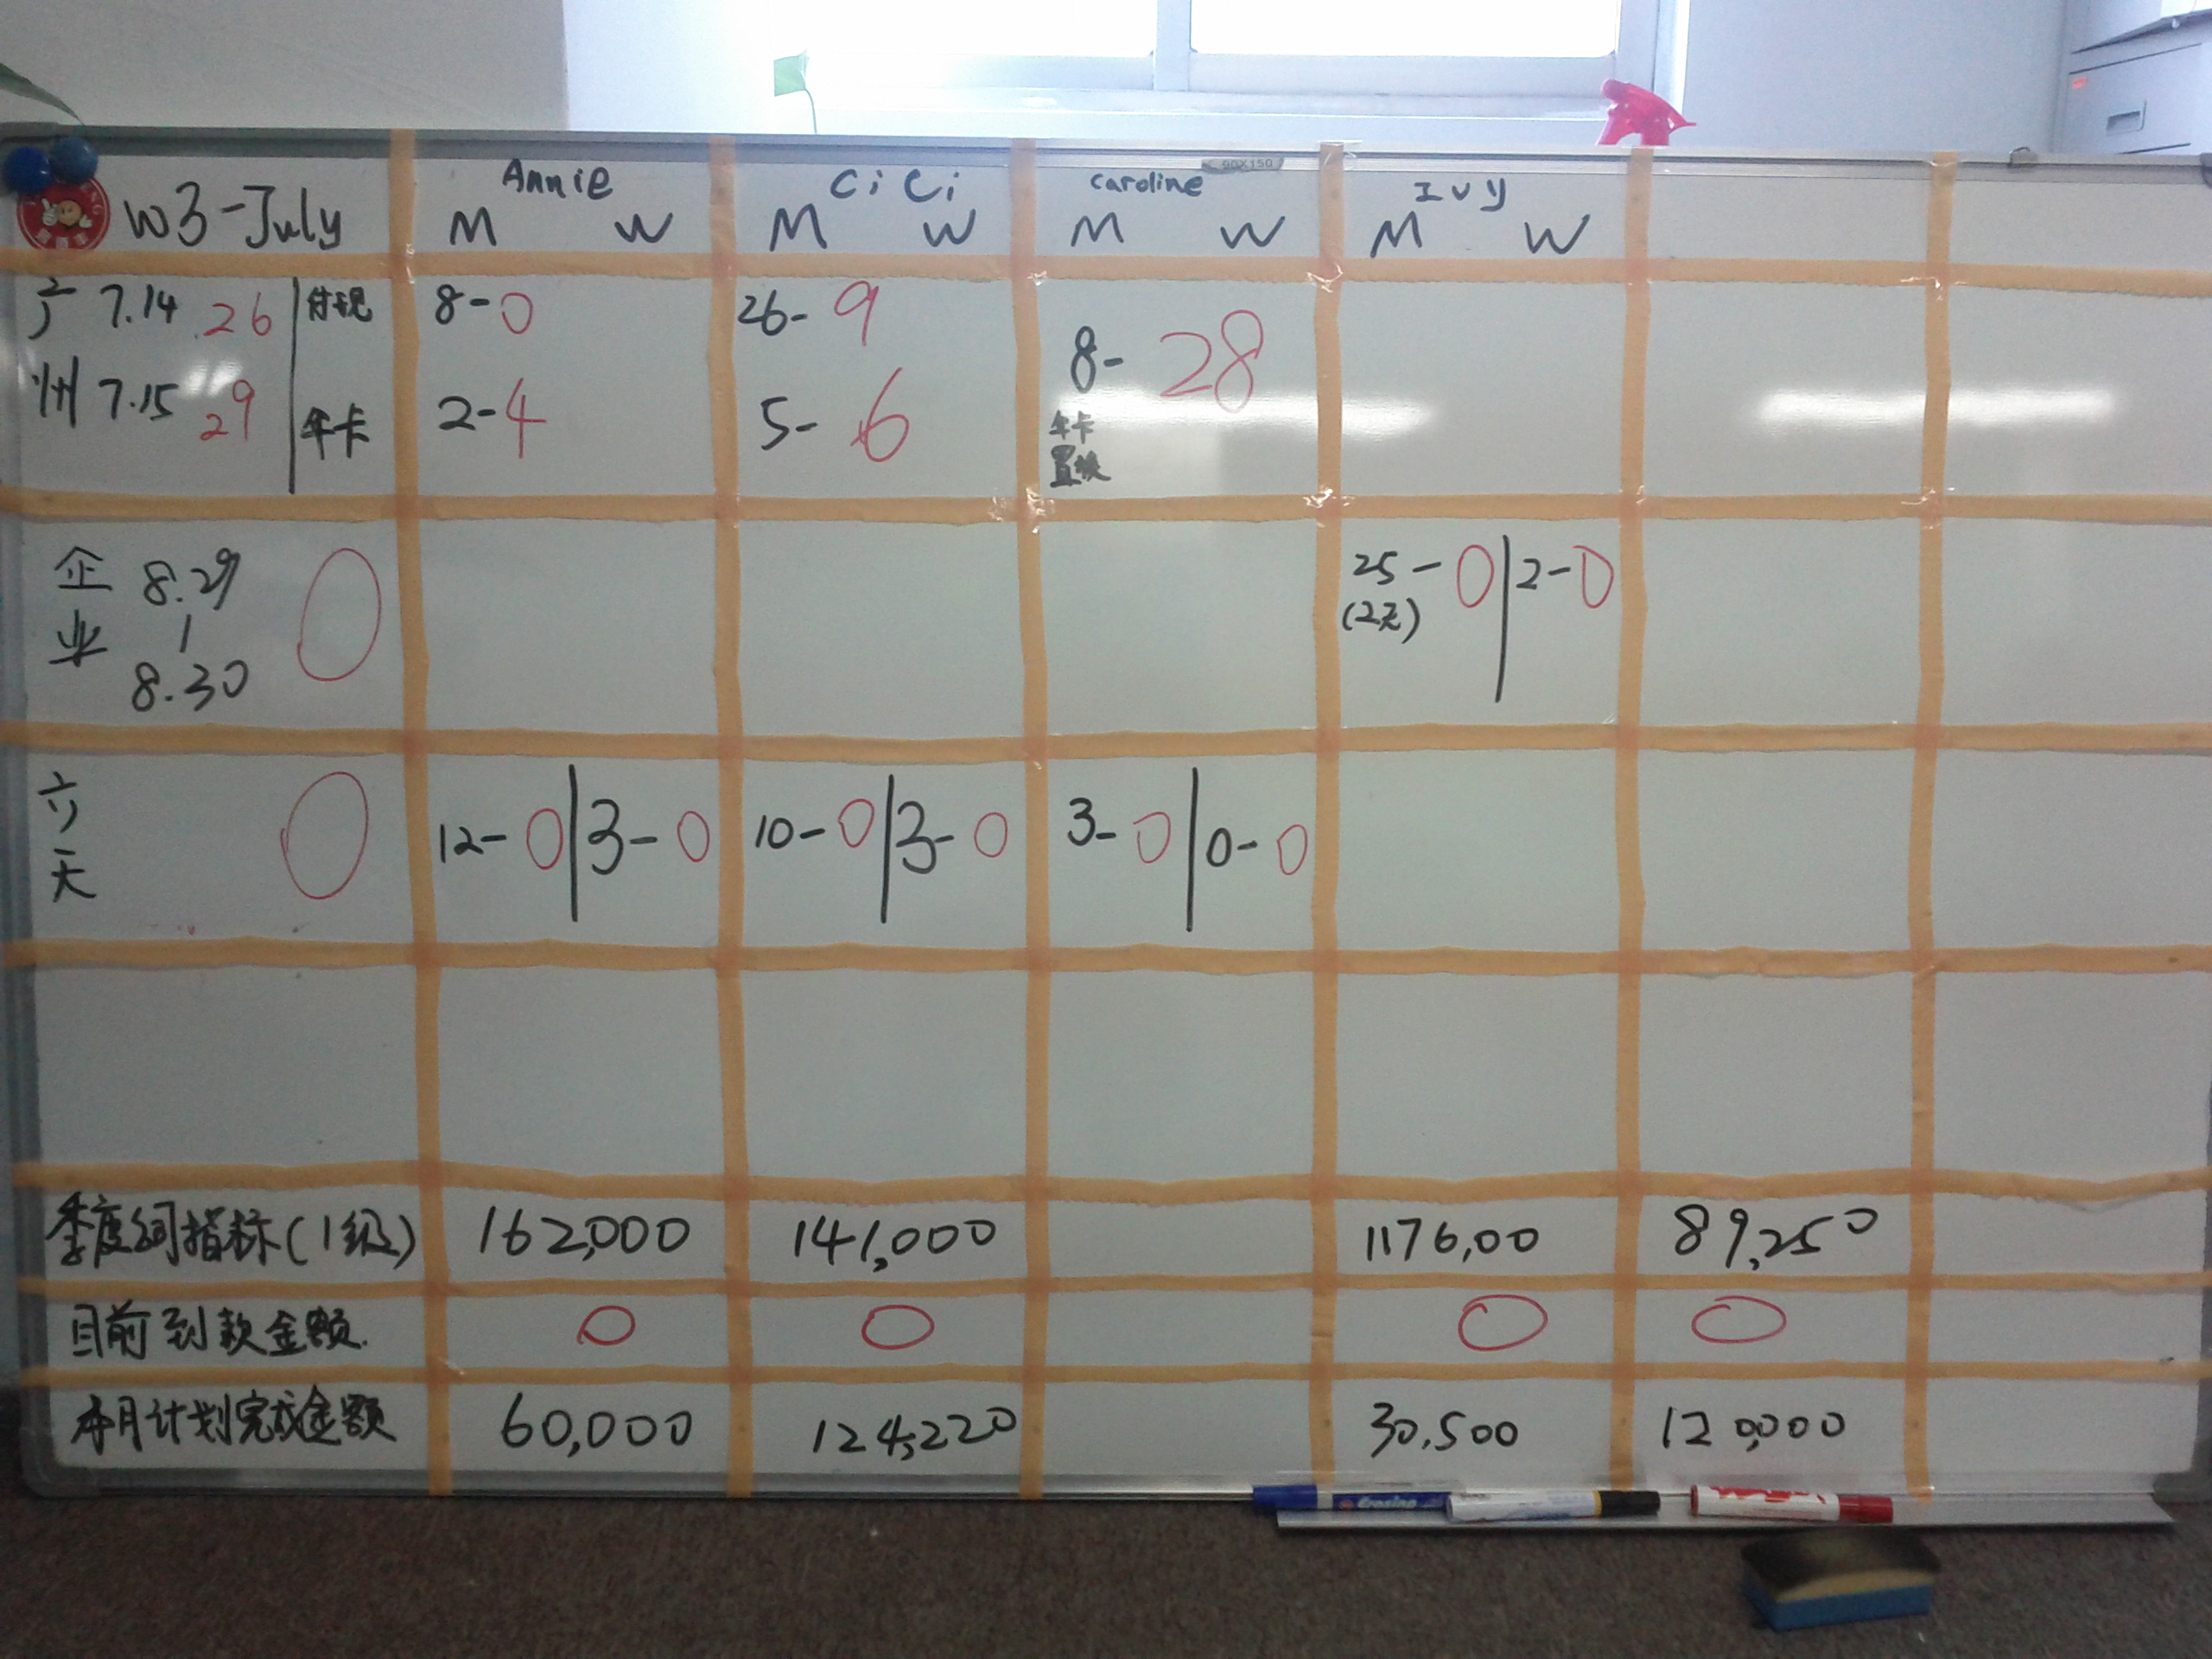 90X150
W3-July
Annie
M W
CiCi
M W
caroline
M W
Ivy
M W
广 7.14 26 付现
8-0
26-9
8-28
州 7.15 29 年卡
2-4
5-6
年卡
置换
企 8.29 0
业 1
8.30
25-0 2-0
(2天)
立 0
天
12-0 3-0
10-0 3-0
3-0 0-0
季度 指标(1级) 162,000 141,000 1176,00 89,250
目前到款金额. 0 0 0 0
本月计划完成金额 60,000 124,220 30,500 120,000